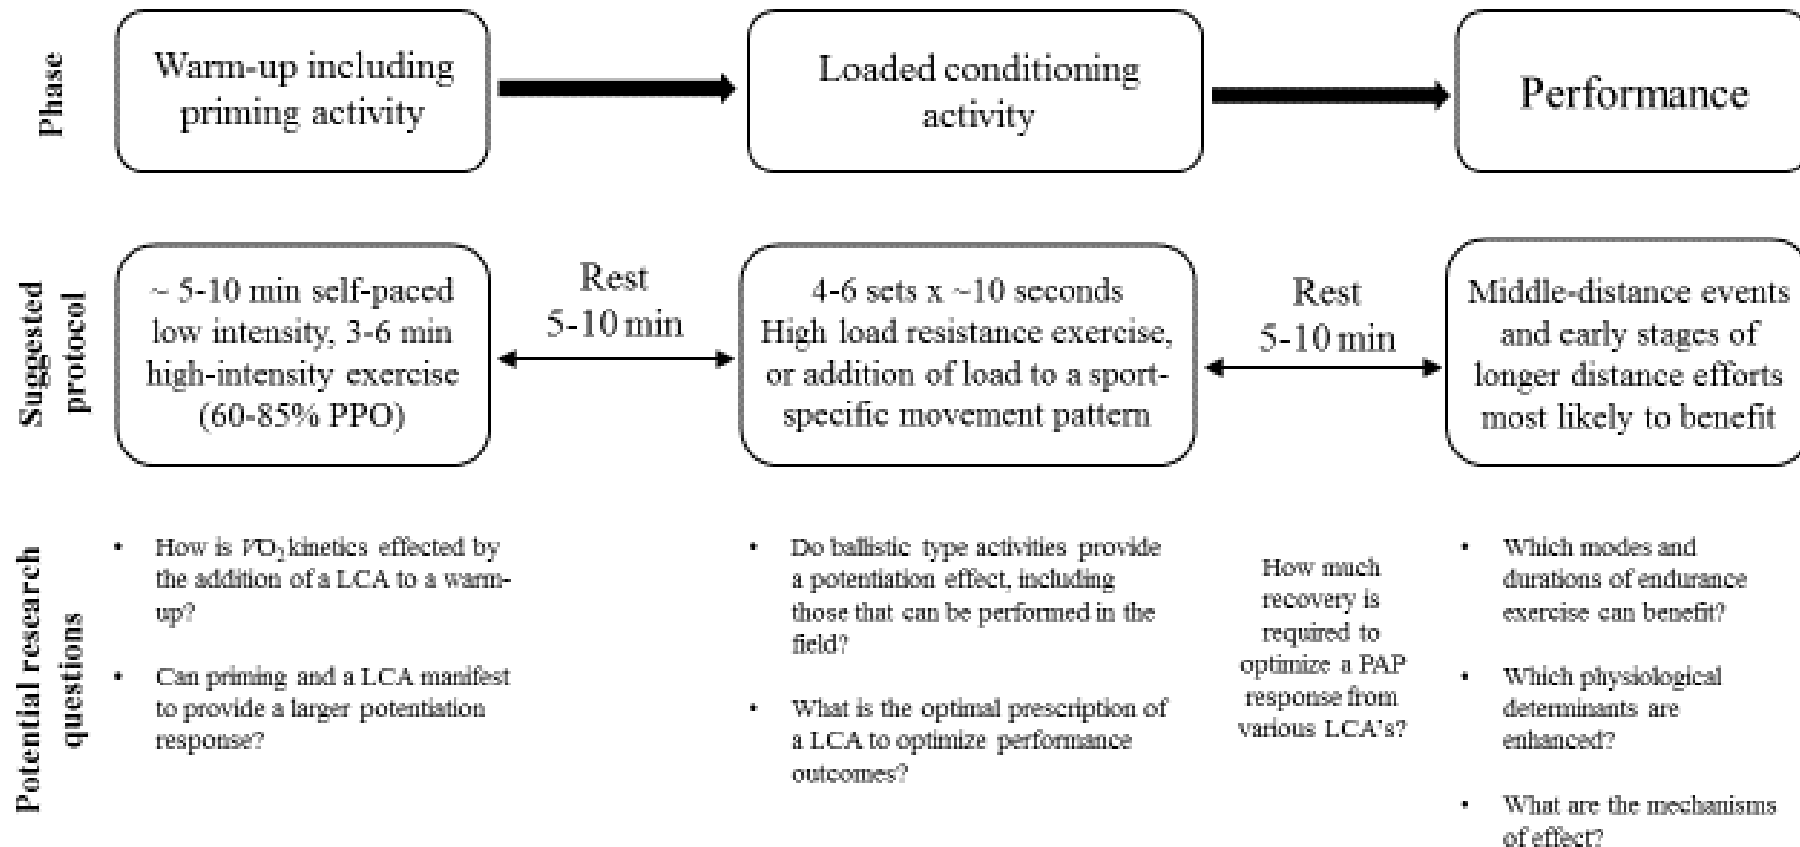 Phase
Warm-up including
priming activity
Loaded conditioning
activity
Performance
Suggested
protocol
~ 5-10 min self-paced
low intensity, 3-6 min
high-intensity exercise
(60-85% PPO)
Rest
5-10 min
4-6 sets x ~10 seconds
High load resistance exercise,
or addition of load to a sport-
specific movement pattern
Rest
5-10 min
Middle-distance events
and early stages of
longer distance efforts
most likely to benefit
Potential research
questions
• How is VO₂ kinetics effected by
the addition of a LCA to a warm-
up?
• Can priming and a LCA manifest
to provide a larger potentiation
response?
• Do ballistic type activities provide
a potentiation effect, including
those that can be performed in the
field?
• What is the optimal prescription of
a LCA to optimize performance
outcomes?
How much
recovery is
required to
optimize a PAP
response from
various LCA's?
• Which modes and
durations of endurance
exercise can benefit?
• Which physiological
determinants are
enhanced?
• What are the mechanisms
of effect?